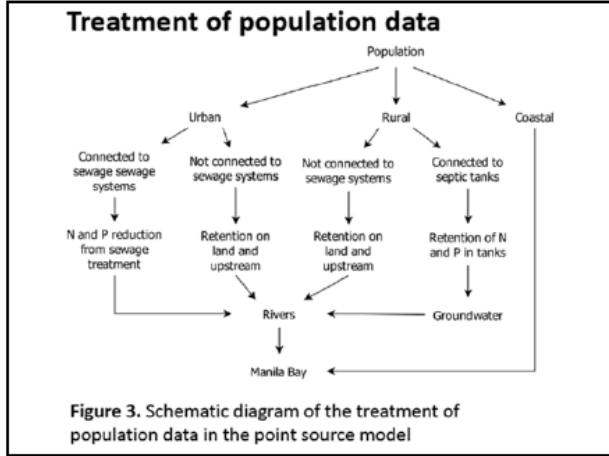 Treatment of population data
Population
Urban
Rural
Coastal
Connected to
sewage sewage
systems
Not connected to
sewage systems
Not connected to
sewage systems
Connected to
septic tanks
N and P reduction
from sewage
treatment
Retention on
land and
upstream
Retention on
land and
upstream
Retention of N
and P in tanks
Rivers
Groundwater
Manila Bay
Figure 3. Schematic diagram of the treatment of
population data in the point source model